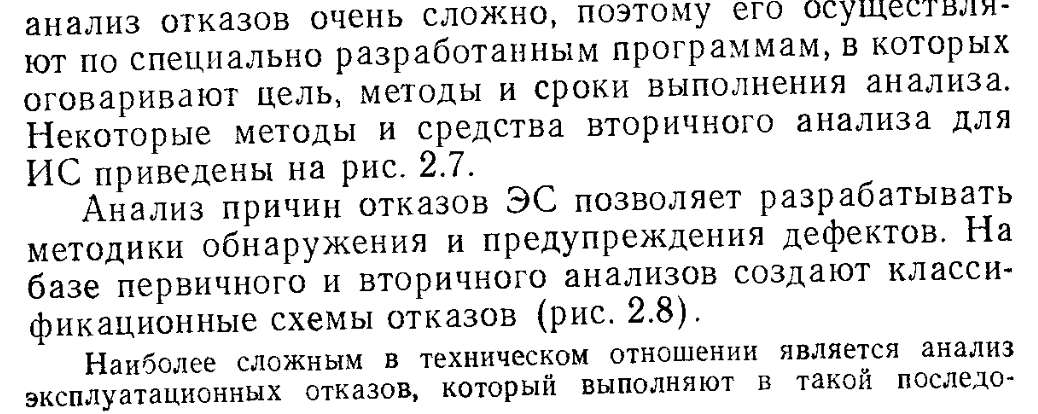 анализ отказов очень сложно, поэтому его осуществля-
ют по специально разработанным программам, в которых
оговаривают цель, методы и сроки выполнения анализа.
Некоторые методы и средства вторичного анализа для
ИС приведены на рис. 2.7.
Анализ причин отказов ЭС позволяет разрабатывать
методики обнаружения и предупреждения дефектов. На
базе первичного и вторичного анализов создают класси-
фикационные схемы отказов (рис. 2.8).
Наиболее сложным в техническом отношении является анализ
эксплуатационных отказов, который выполняют в такой последо-